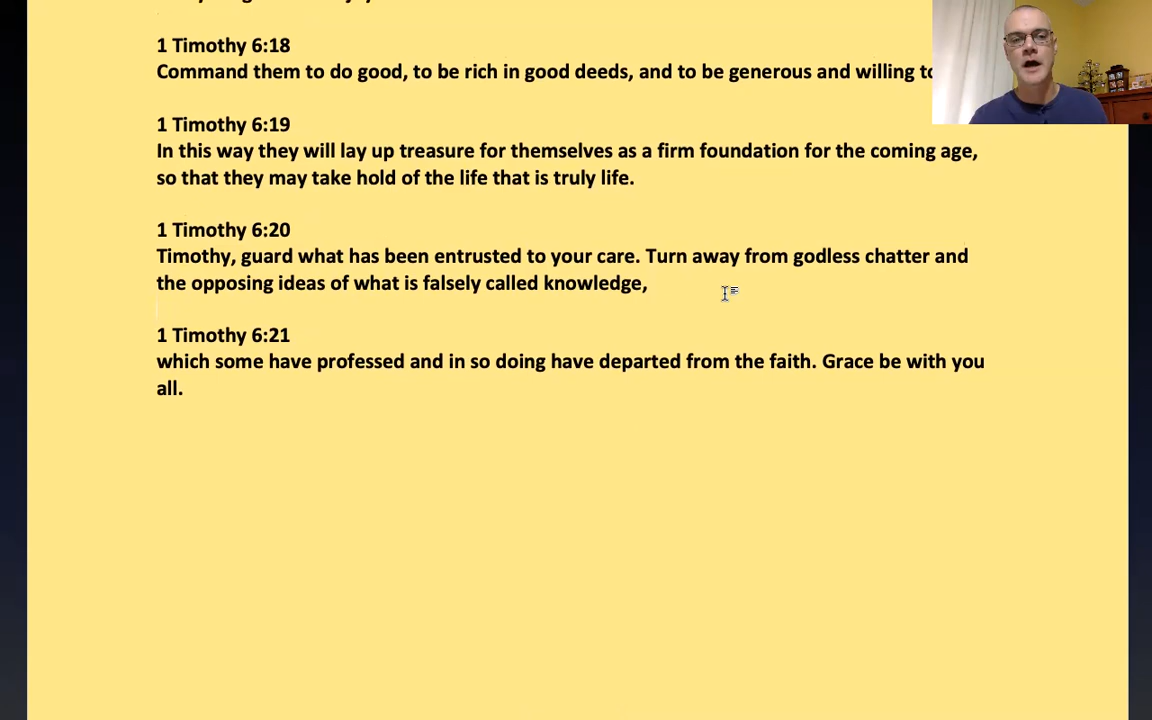 1 Timothy 6:18
Command them to do good, to be rich in good deeds, and to be generous and willing to
1 Timothy 6:19
In this way they will lay up treasure for themselves as a firm foundation for the coming age,
so that they may take hold of the life that is truly life.
1 Timothy 6:20
Timothy, guard what has been entrusted to your care. Turn away from godless chatter and
the opposing ideas of what is falsely called knowledge,
1 Timothy 6:21
which some have professed and in so doing have departed from the faith. Grace be with you
all.